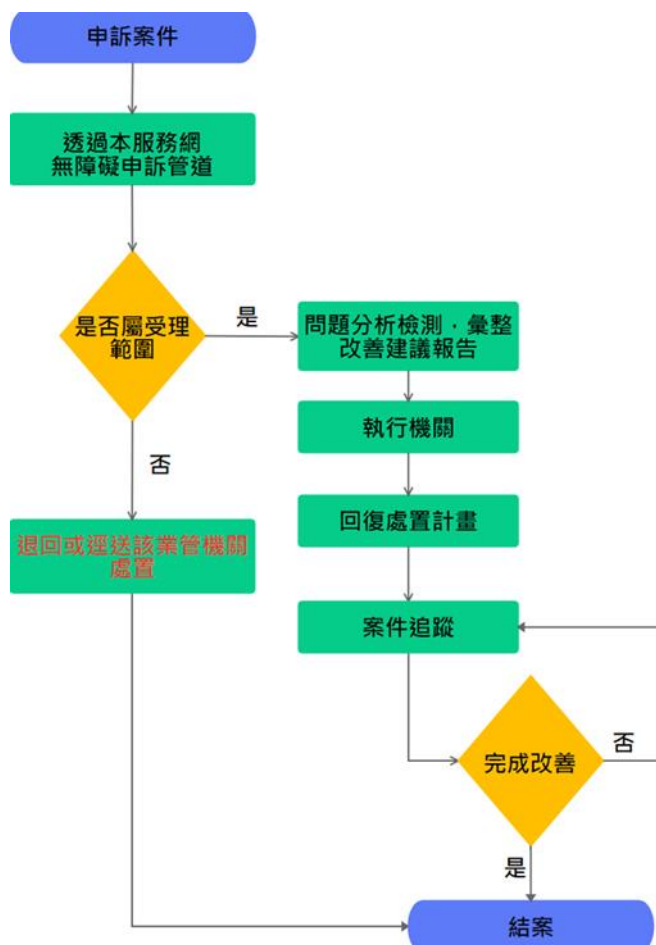 申訴案件
透過本服務網
無障礙申訴管道
是否屬受理
範圍
是
問題分析檢測，彙整
改善建議報告
執行機關
否
回復處置計畫
退回或逕送該業管機關
處置
案件追蹤
完成改善
否
是
結案